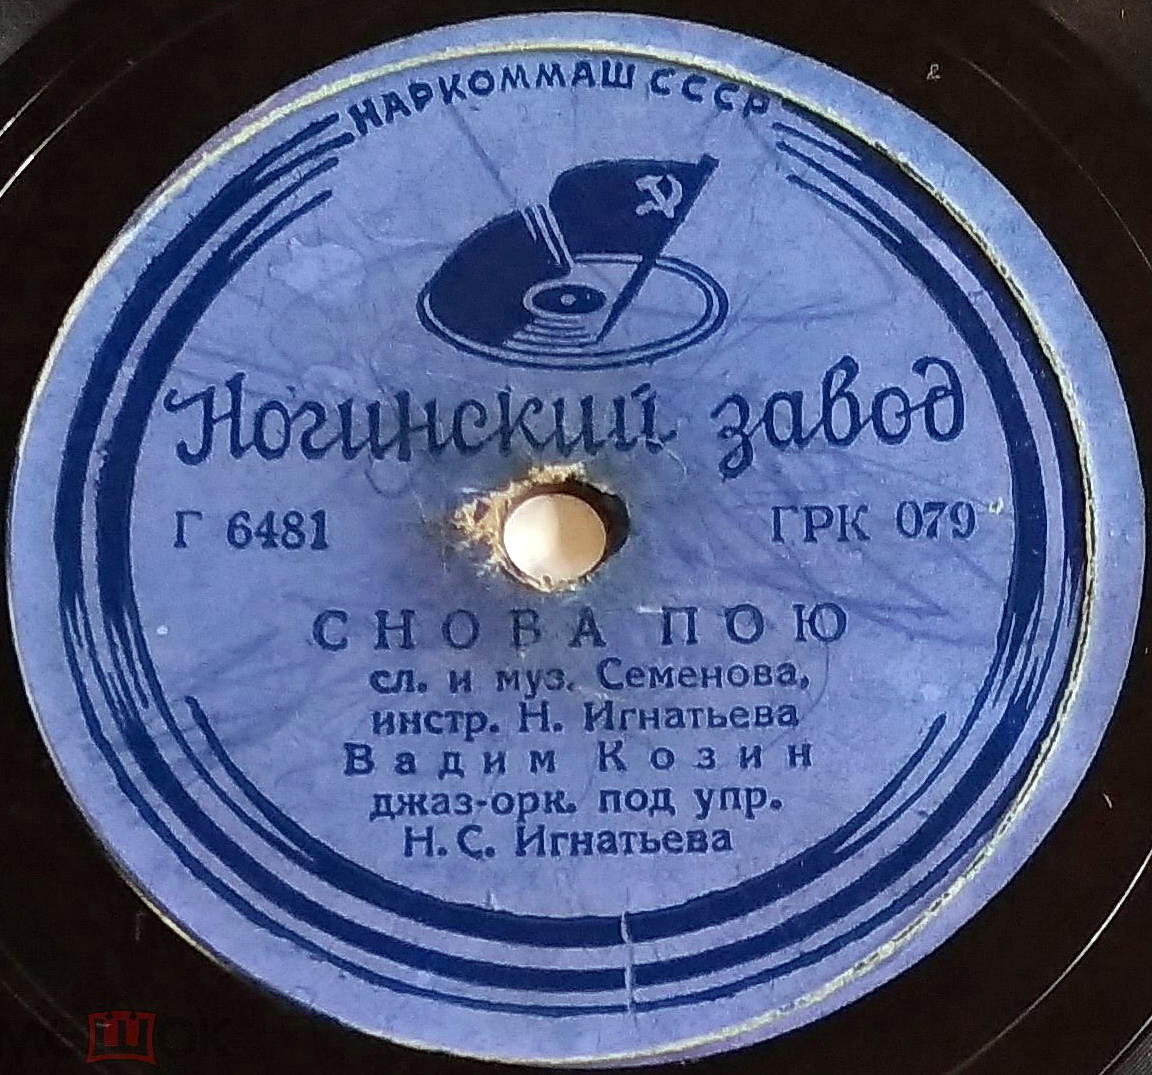 НАРКОММАШ СССР
Ногинский завод
Г 6481 ГРК 079
СНОВА ПОЮ
сл. и муз. Семенова,
инстр. Н. Игнатьева
Вадим Козин
джаз-орк. под упр.
Н. С. Игнатьева